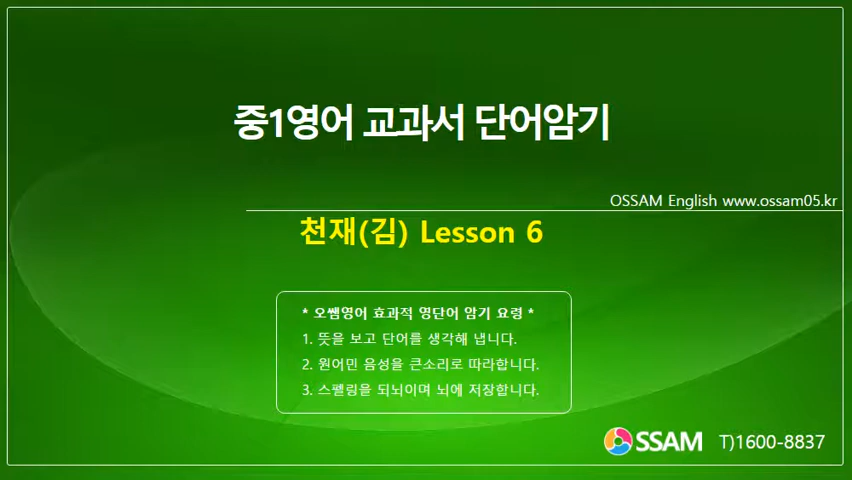 중1영어 교과서 단어암기
OSSAM English www.ossam05.kr
천재(김) Lesson 6
* 오쌤영어 효과적 영단어 암기 요령 *
1. 뜻을 보고 단어를 생각해 냅니다.
2. 원어민 음성을 큰소리로 따라합니다.
3. 스펠링을 되뇌이며 뇌에 저장합니다.
OSSAM T)1600-8837